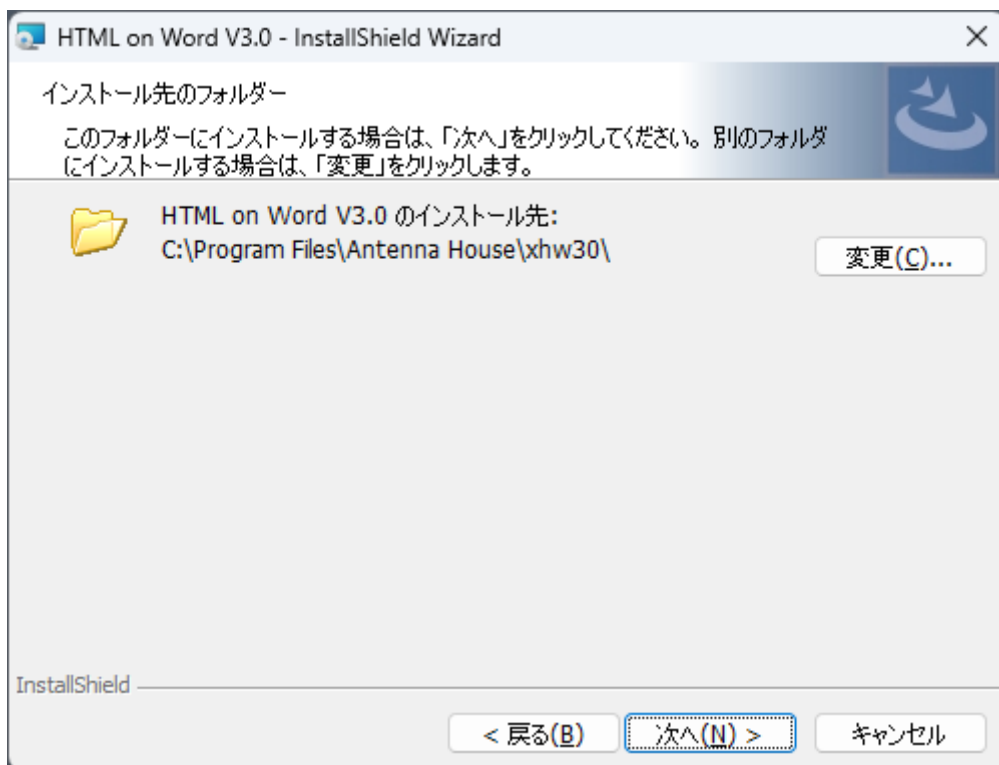 HTML on Word V3.0 - InstallShield Wizard
インストール先のフォルダー
このフォルダーにインストールする場合は、「次へ」をクリックしてください。別のフォルダ
にインストールする場合は、「変更」をクリックします。
HTML on Word V3.0 のインストール先:
C:\Program Files\Antenna House\xhw30\
変更(C)...
InstallShield
< 戻る(B)
次へ(N) >
キャンセル